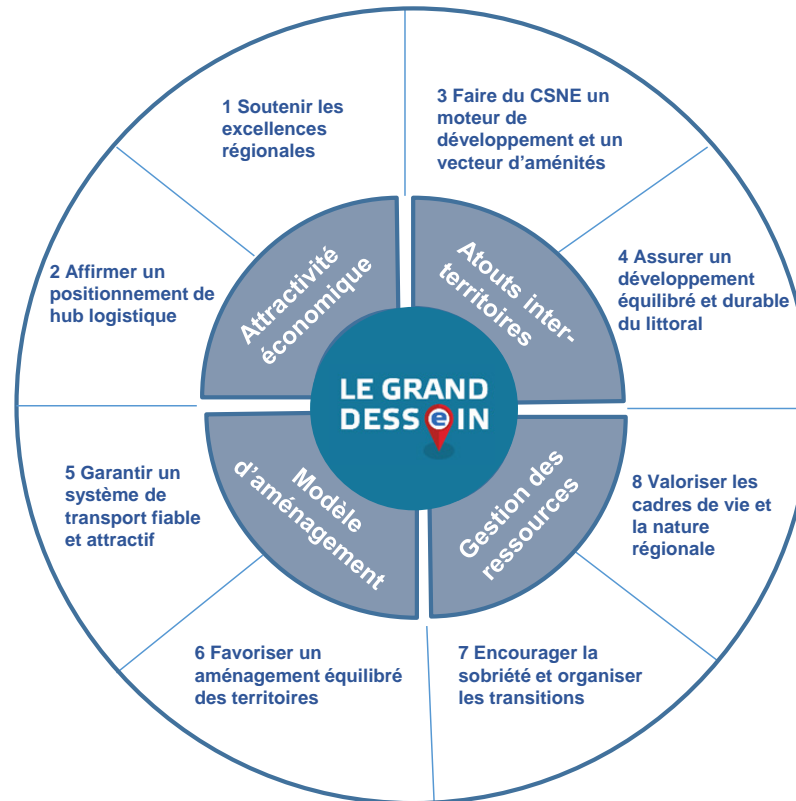 1 Soutenir les
excellences
régionales
2 Affirmer un
positionnement de
hub logistique
3 Faire du CSNE un
moteur de
développement et un
vecteur d'aménités
4 Assurer un
développement
équilibré et durable
du littoral
Attractivité
économique
Atouts inter-
territoires
LE GRAND
DESSeIN
Modèle
d'aménagement
Gestion des
ressources
5 Garantir un
système de
transport fiable
et attractif
6 Favoriser un
aménagement équilibré
des territoires
7 Encourager la
sobriété et organiser
les transitions
8 Valoriser les
cadres de vie et
la nature
régionale